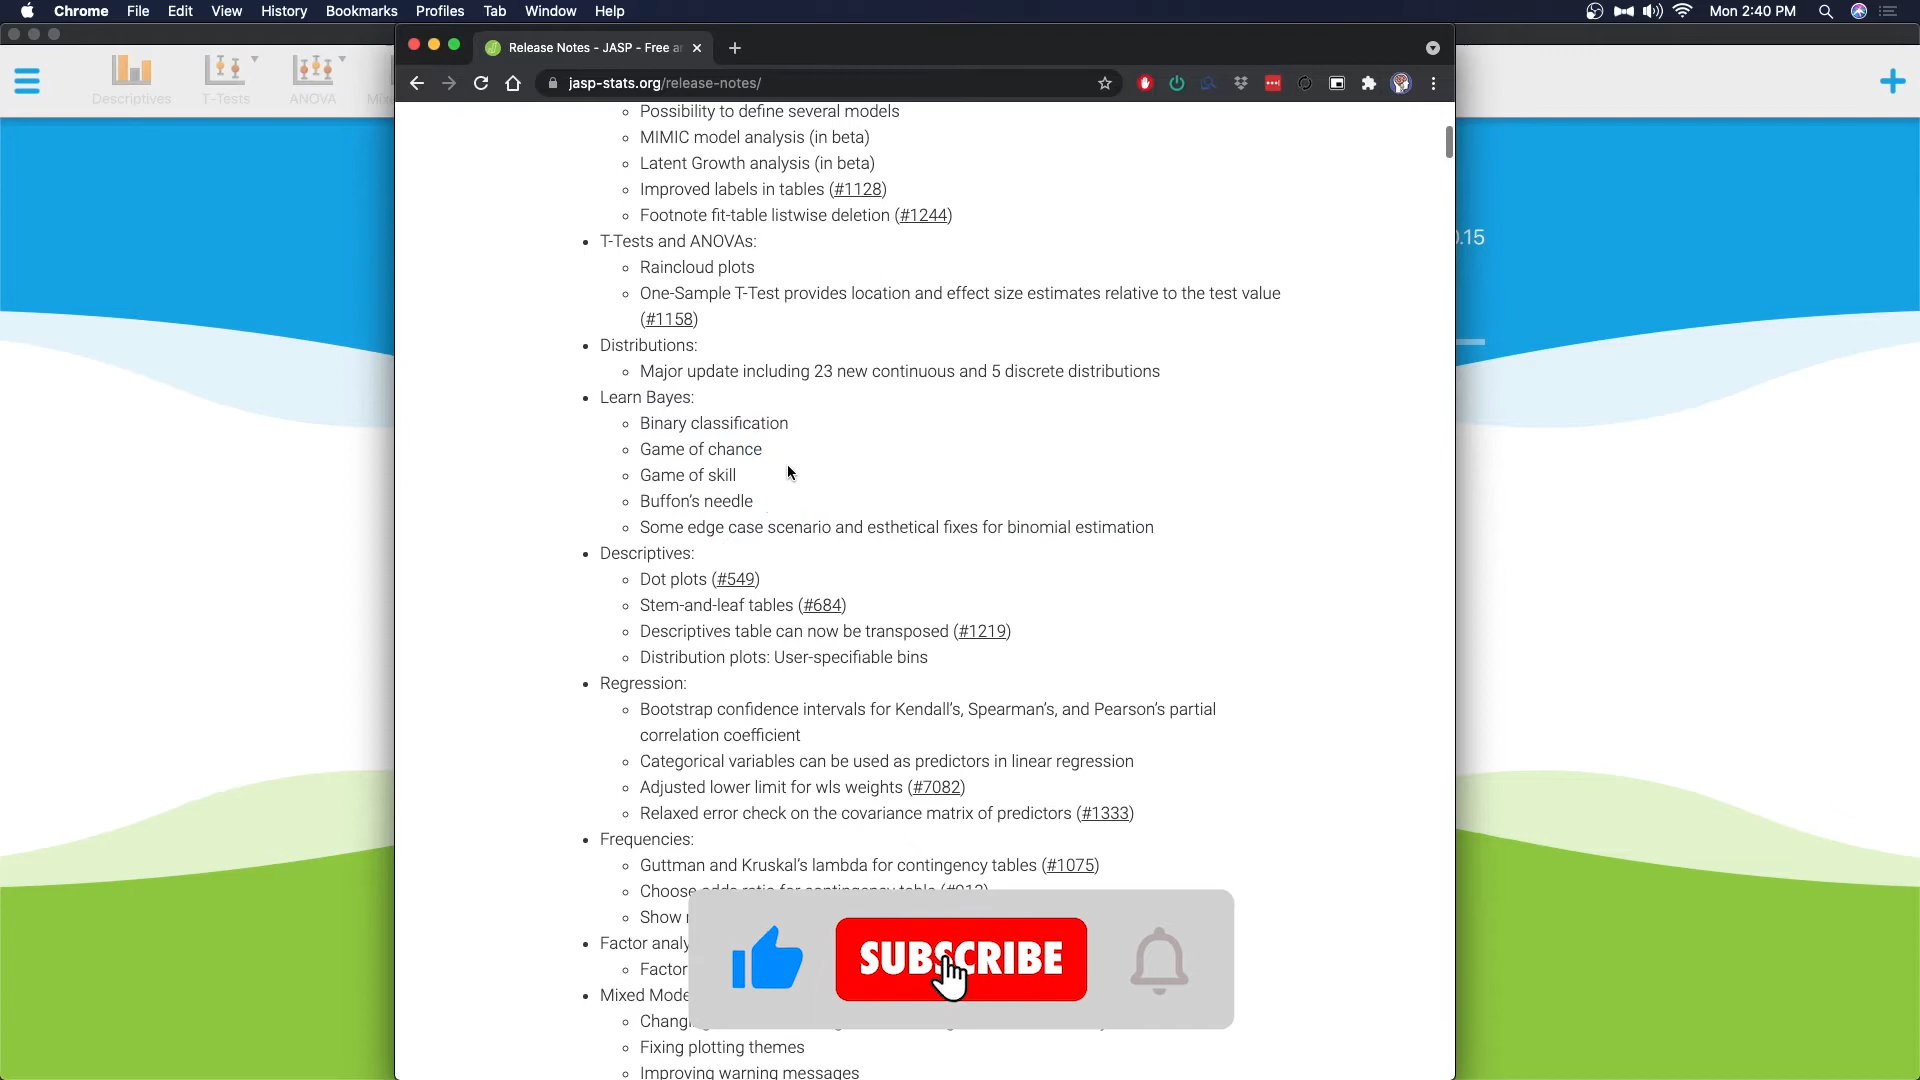 Chrome File Edit View History Bookmarks Profiles Tab Window Help Mon 2:40 PM
Release Notes - JASP - Free a
jasp-stats.org/release-notes/
Descriptives T-Tests ANOVA
0.15
Possibility to define several models
MIMIC model analysis (in beta)
Latent Growth analysis (in beta)
Improved labels in tables (#1128)
Footnote fit-table listwise deletion (#1244)
T-Tests and ANOVAs:
Raincloud plots
One-Sample T-Test provides location and effect size estimates relative to the test value
(#1158)
Distributions:
Major update including 23 new continuous and 5 discrete distributions
Learn Bayes:
Binary classification
Game of chance
Game of skill
Buffon's needle
Some edge case scenario and esthetical fixes for binomial estimation
Descriptives:
Dot plots (#549)
Stem-and-leaf tables (#684)
Descriptives table can now be transposed (#1219)
Distribution plots: User-specifiable bins
Regression:
Bootstrap confidence intervals for Kendall's, Spearman's, and Pearson's partial
correlation coefficient
Categorical variables can be used as predictors in linear regression
Adjusted lower limit for wls weights (#7082)
Relaxed error check on the covariance matrix of predictors (#1333)
Frequencies:
Guttman and Kruskal's lambda for contingency tables (#1075)
Choose odds ratio for contingency table (#912)
Show
Factor analy
Factor
Mixed Mode
Changi
Fixing plotting themes
Improving warning messages
SUBSCRIBE